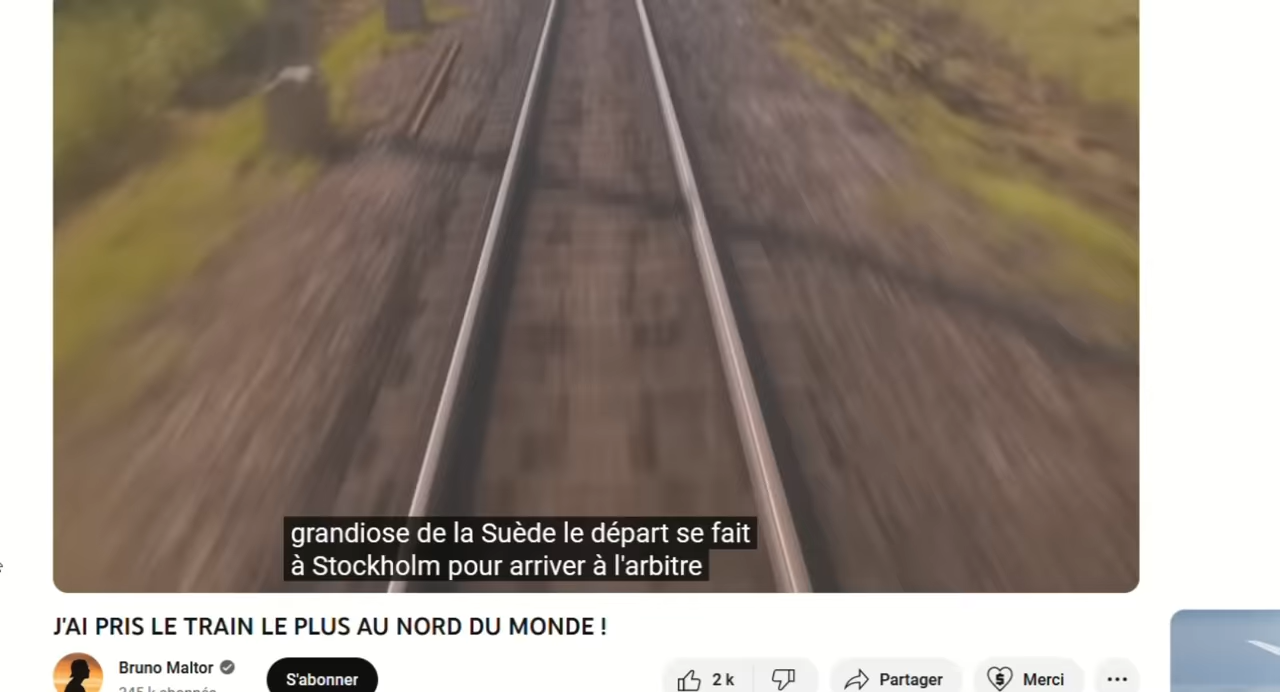 grandiose de la Suède le départ se fait
à Stockholm pour arriver à l'arbitre
J'AI PRIS LE TRAIN LE PLUS AU NORD DU MONDE !
Bruno Maltor
S'abonner
2 k
Partager
Merci